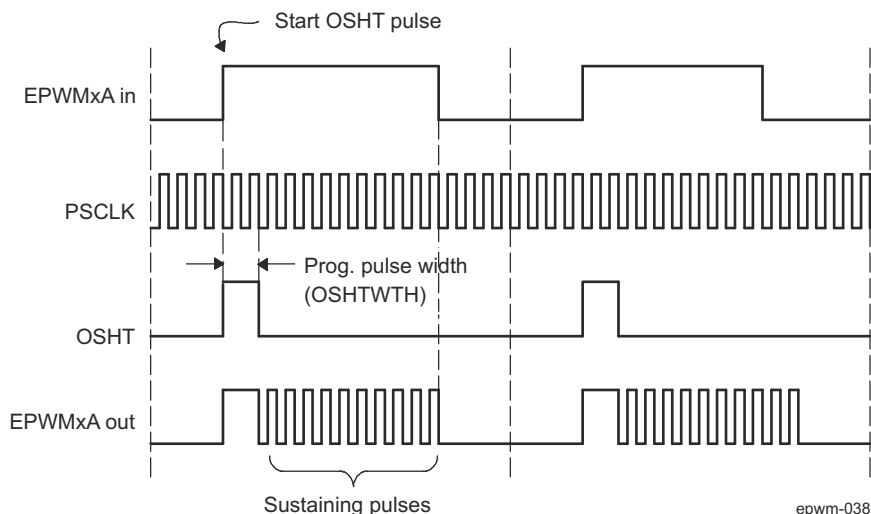 Start OSHT pulse
EPWMxA in
PSCLK
Prog. pulse width
(OSHTWTH)
OSHT
EPWMxA out
Sustaining pulses
epwm-038